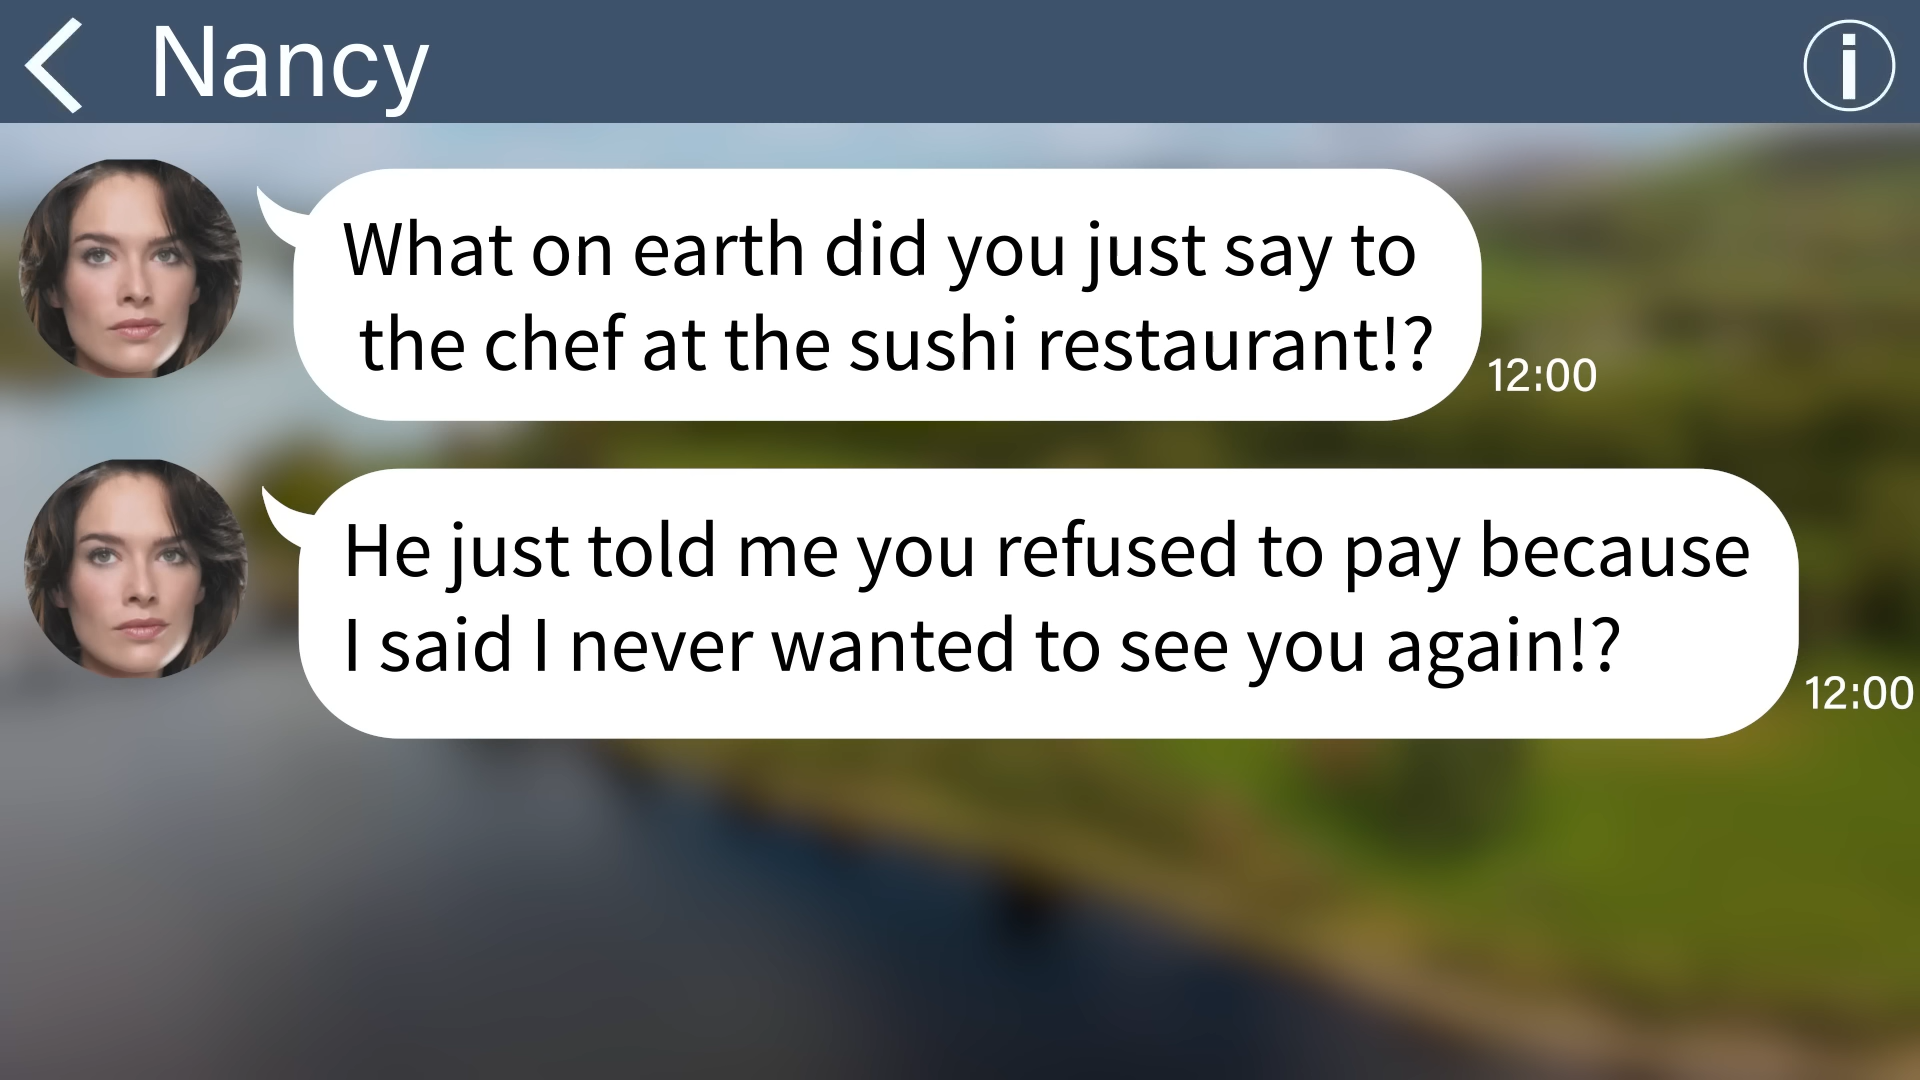 Nancy
What on earth did you just say to
the chef at the sushi restaurant!?
12:00
He just told me you refused to pay because
I said I never wanted to see you again!?
12:00